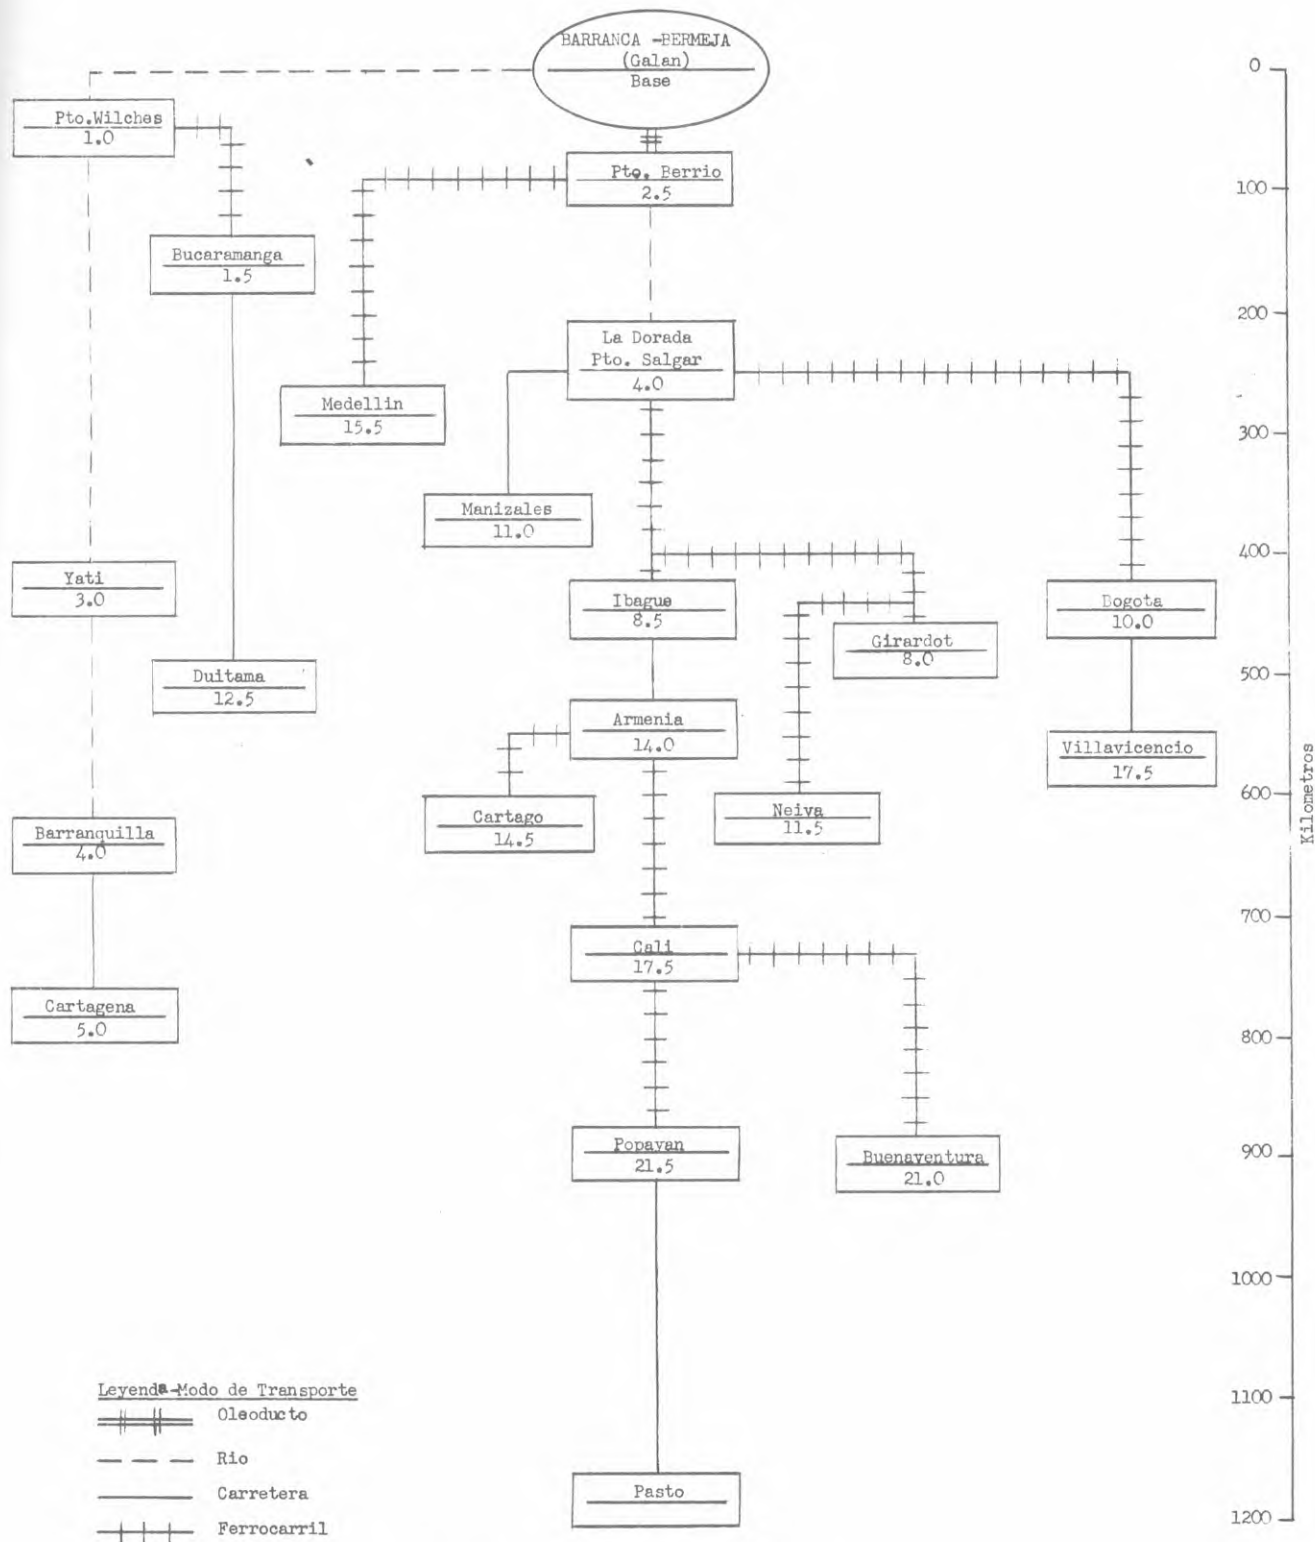 BARRANCA -BERMEJA
(Galan)
Base
Pto.Wilches
1.0
Pto. Berrio
2.5
Bucaramanga
1.5
La Dorada
Pto. Salgar
4.0
Medellin
15.5
Manizales
11.0
Yati
3.0
Ibague
8.5
Girardot
8.0
Bogota
10.0
Duitama
12.5
Armenia
14.0
Villavicencio
17.5
Cartago
14.5
Neiva
11.5
Barranquilla
4.0
Cali
17.5
Cartagena
5.0
Popayan
21.5
Buenaventura
21.0
Pasto
0
100
200
300
400
500
600
700
800
900
1000
1100
1200
Kilometros
Leyenda-Modo de Transporte
Oleoducto
Rio
Carretera
Ferrocarril